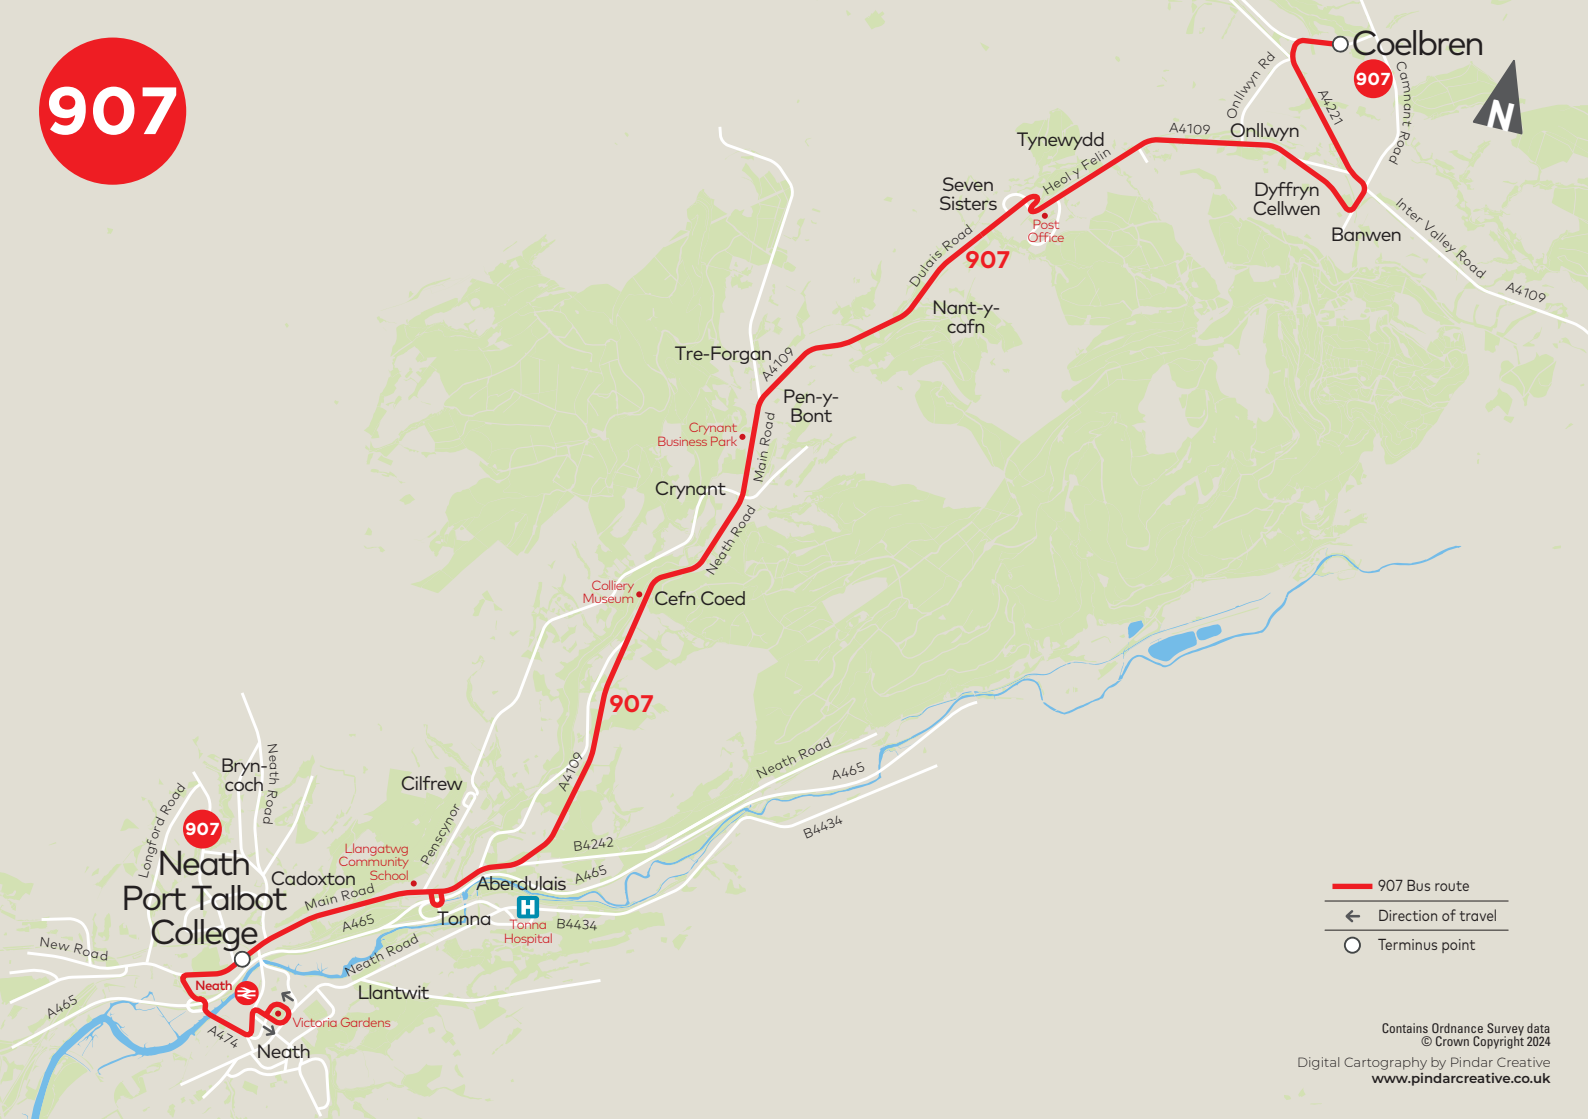 907
Coelbren
907
N
Onllwyn Rd
A4221
Camnant Road
A4109
Onllwyn
Tynewydd
Heol y Felin
Seven
Sisters
Post
Office
Dyffryn
Cellwen
Banwen
Inter Valley Road
A4109
Dulais Road
907
Nant-y-
cafn
Tre-Forgan
A4109
Pen-y-
Bont
Crynant
Business Park
Main Road
Crynant
Neath Road
Colliery
Museum
Cefn Coed
907
A4109
Neath Road
A465
B4434
Bryn-
coch
Neath Road
Longford Road
Cilfrew
Penscynor
907
Neath
Port Talbot
College
Llangatwg
Community
School
B4242
A465
Cadoxton
Main Road
A465
Aberdulais
Tonna
H
Tonna
Hospital
B4434
New Road
Neath Road
Llantwit
A465
Neath
Victoria Gardens
A474
Neath
907 Bus route
Direction of travel
Terminus point
Contains Ordnance Survey data
© Crown Copyright 2024
Digital Cartography by Pindar Creative
www.pindarcreative.co.uk